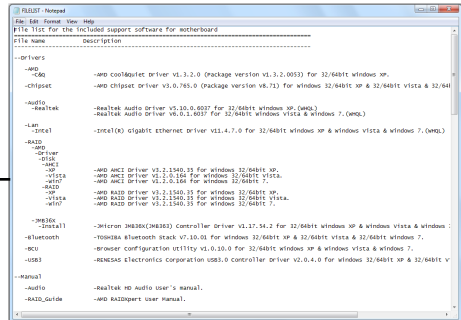 FILELIST - Notepad
File Edit Format View Help
File list for the included support software for motherboard
File Name Description
--Drivers
-AMD
-C&Q -AMD Cool&Quiet Driver v1.3.2.0 (Package version v1.3.2.0053) for 32/64bit Windows XP.
-Chipset -AMD Chipset Driver V3.0.765.0 (Package version V8.71) for Windows 32/64bit Windows XP & 32/64bit Vista & 32/64
-Audio
-Realtek -Realtek Audio Driver V5.10.0.6037 for 32/64bit Windows XP.(WHQL)
-Realtek Audio Driver V6.0.1.6037 for 32/64bit Windows Vista & Windows 7.(WHQL)
-Lan
-Intel -Intel(R) Gigabit Ethernet Driver v11.4.7.0 for 32/64bit Windows XP & Windows Vista & Windows 7.(WHQL)
-RAID
-AMD
-Driver
-Disk
-AHCI
-XP -AMD AHCI Driver V3.2.1540.35 for Windows 32/64bit XP.
-Vista -AMD AHCI Driver V1.2.0.164 for Windows 32/64bit Vista.
-Win7 -AMD AHCI Driver V1.2.0.164 for Windows 32/64bit 7.
-RAID
-XP -AMD RAID Driver V3.2.1540.35 for Windows 32/64bit XP.
-Vista -AMD RAID Driver V3.2.1540.35 for Windows 32/64bit Vista.
-Win7 -AMD RAID Driver V3.2.1540.35 for Windows 32/64bit 7.
-JMB36X
-Install -JMicron JMB36X(JMB363) Controller Driver V1.17.54.2 for 32/64bit Windows XP & Windows Vista & Windows
-Bluetooth -TOSHIBA Bluetooth Stack V7.10.01 for Windows 32/64bit XP & 32/64bit Vista & 32/64bit Windows 7.
-BCU -Browser Configuration Utility V1.0.10.0 for Windows XP & Windows Vista & Windows 7.
-USB3 -RENESAS Electronics Corporation USB3.0 Controller Driver V2.0.4.0 for Windows 32/64bit XP & 32/64bit V
--Manual
-Audio -Realtek HD Audio User's manual.
-RAID_Guide -AMD RAIDXpert User Manual.